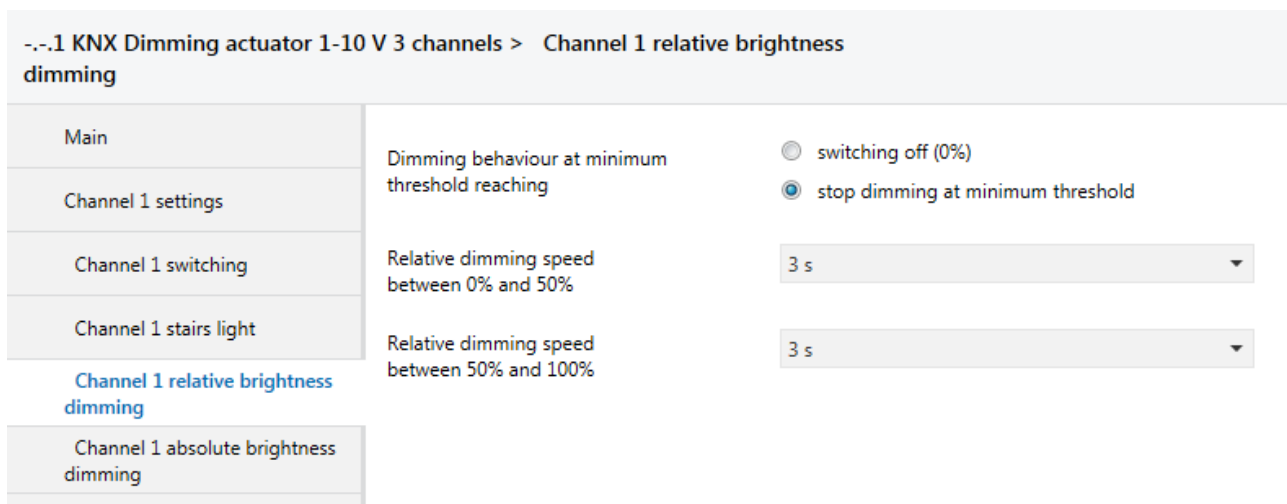 -.-.1 KNX Dimming actuator 1-10 V 3 channels > Channel 1 relative brightness
dimming
Main
Channel 1 settings
Channel 1 switching
Channel 1 stairs light
Channel 1 relative brightness
dimming
Channel 1 absolute brightness
dimming
Dimming behaviour at minimum
threshold reaching
switching off (0%)
stop dimming at minimum threshold
Relative dimming speed
between 0% and 50%
3 s
Relative dimming speed
between 50% and 100%
3 s